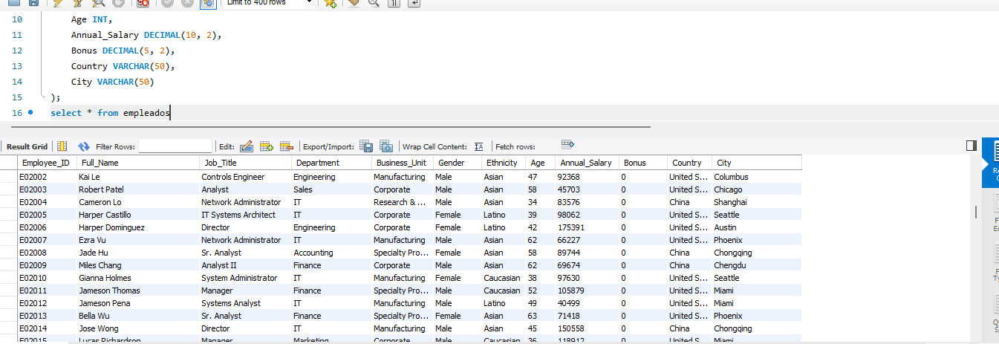 Limit to 400 rows
10 Age INT,
11 Annual_Salary DECIMAL(10, 2),
12 Bonus DECIMAL(5, 2),
13 Country VARCHAR(50),
14 City VARCHAR(50)
15 );
16 select * from empleados
Result Grid Filter Rows: Edit: Export/Import: Wrap Cell Content: IA Fetch rows:
Employee_ID Full_Name Job_Title Department Business_Unit Gender Ethnicity Age Annual_Salary Bonus Country City
E02002 Kai Le Controls Engineer Engineering Manufacturing Male Asian 47 92368 0 United S... Columbus
E02003 Robert Patel Analyst Sales Corporate Male Asian 58 45703 0 United S... Chicago
E02004 Cameron Lo Network Administrator IT Research & ... Male Asian 34 83576 0 China Shanghai
E02005 Harper Castillo IT Systems Architect IT Corporate Female Latino 39 98062 0 United S... Seattle
E02006 Harper Dominguez Director Engineering Corporate Female Latino 42 175391 0 United S... Austin
E02007 Ezra Vu Network Administrator IT Manufacturing Male Asian 62 66227 0 United S... Phoenix
E02008 Jade Hu Sr. Analyst Accounting Specialty Pro... Female Asian 58 89744 0 China Chongqing
E02009 Miles Chang Analyst II Finance Corporate Male Asian 62 69674 0 China Chengdu
E02010 Gianna Holmes System Administrator IT Manufacturing Female Caucasian 38 97630 0 United S... Seattle
E02011 Jameson Thomas Manager Finance Specialty Pro... Male Caucasian 52 105879 0 United S... Miami
E02012 Jameson Pena Systems Analyst IT Manufacturing Male Latino 49 40499 0 United S... Miami
E02013 Bella Wu Sr. Analyst Finance Specialty Pro... Female Asian 63 71418 0 United S... Phoenix
E02014 Jose Wong Director IT Manufacturing Male Asian 45 150558 0 China Chongqing
E02015 Lucas Richardson Manager Marketing Corporate Male Caucasian 36 118912 0 United S... Miami